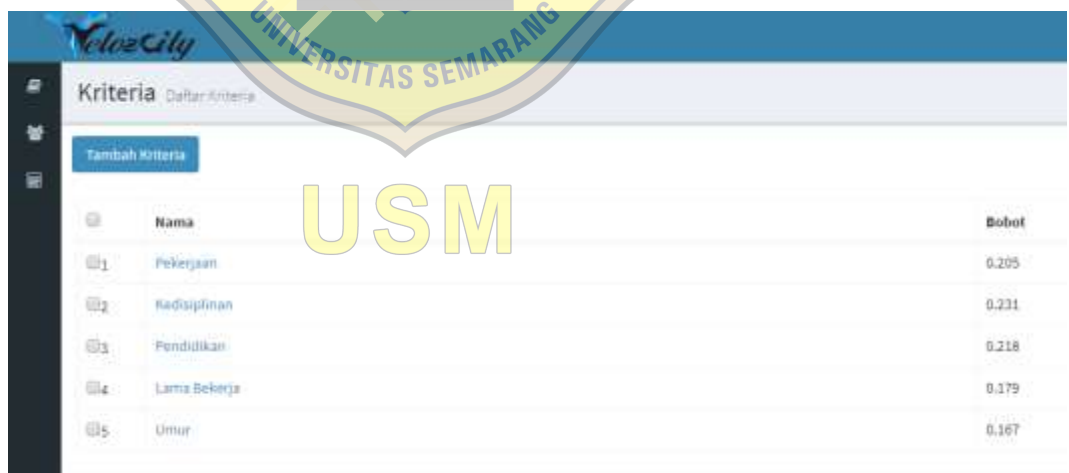 VelozCity
UNIVERSITAS SEMARANG
Kriteria Daftar Kriteria
Tambah Kriteria
USM
Nama Bobot
1 Pekerjaan 0.205
2 Kedisiplinan 0.231
3 Pendidikan 0.218
4 Lama Bekerja 0.179
5 Umur 0.167